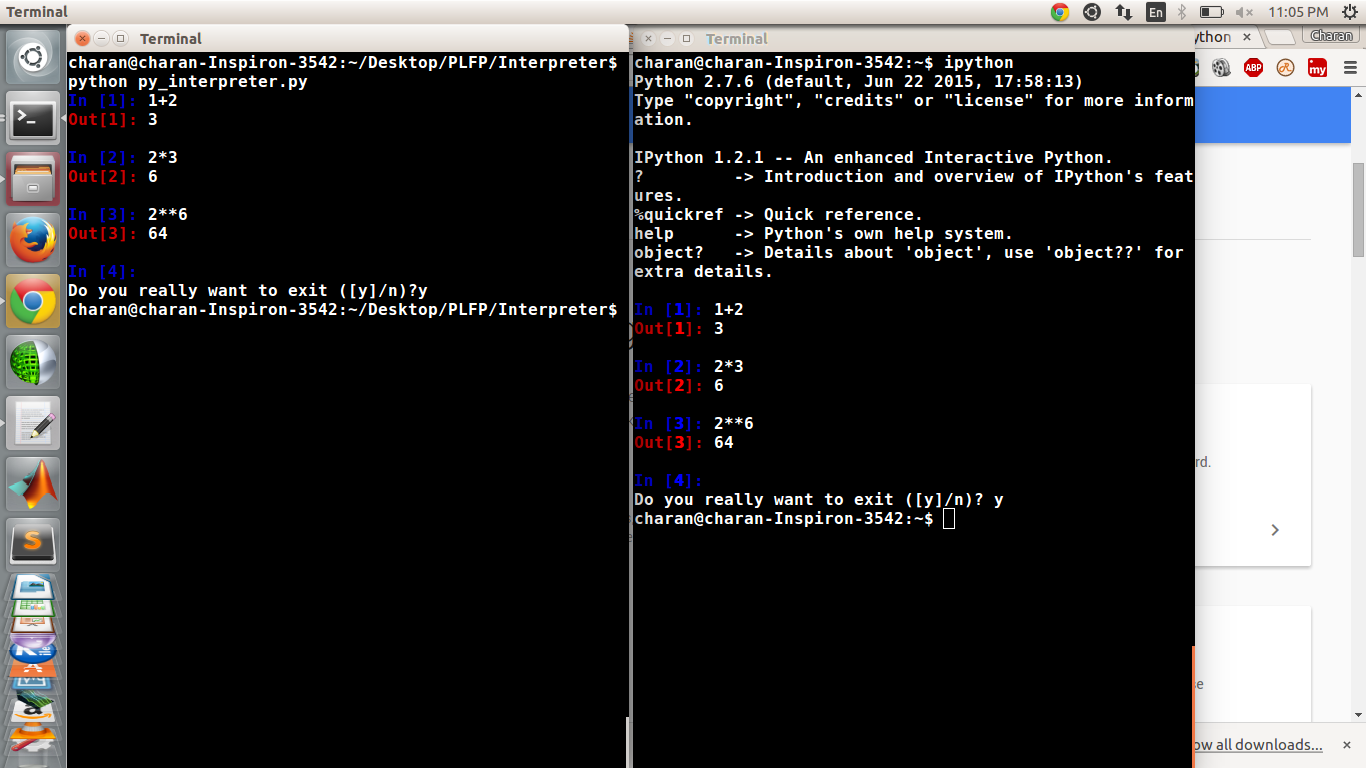 Terminal
En
11:05 PM
Terminal
charan@charan-Inspiron-3542:~/Desktop/PLFP/Interpreter$
python py_interpreter.py
In [1]: 1+2
Out[1]: 3
In [2]: 2*3
Out[2]: 6
In [3]: 2**6
Out[3]: 64
In [4]:
Do you really want to exit ([y]/n)?y
charan@charan-Inspiron-3542:~/Desktop/PLFP/Interpreter$
Terminal
charan@charan-Inspiron-3542:~$ ipython
Python 2.7.6 (default, Jun 22 2015, 17:58:13)
Type "copyright", "credits" or "license" for more inform
ation.
IPython 1.2.1 -- An enhanced Interactive Python.
? -> Introduction and overview of IPython's feat
ures.
%quickref -> Quick reference.
help -> Python's own help system.
object? -> Details about 'object', use 'object??' for
extra details.
In [1]: 1+2
Out[1]: 3
In [2]: 2*3
Out[2]: 6
In [3]: 2**6
Out[3]: 64
In [4]:
Do you really want to exit ([y]/n)? y
charan@charan-Inspiron-3542:~$
ython
Charan
ABP
my
rd.
se
ow all downloads...
S